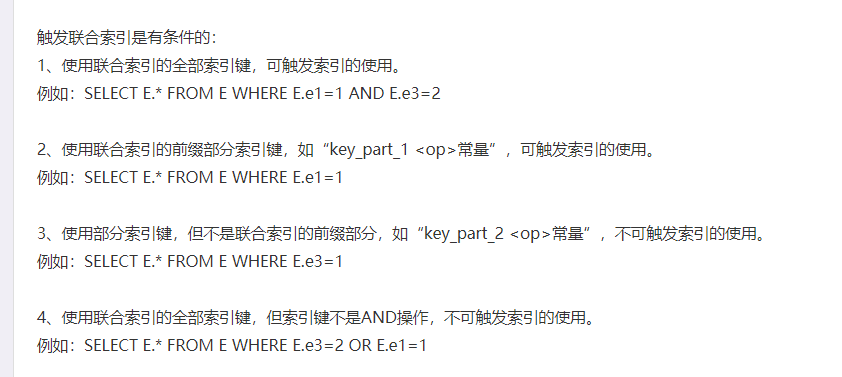 触发联合索引是有条件的：
1、使用联合索引的全部索引键，可触发索引的使用。
例如：SELECT E.* FROM E WHERE E.e1=1 AND E.e3=2
2、使用联合索引的前缀部分索引键，如“key_part_1 <op>常量”，可触发索引的使用。
例如：SELECT E.* FROM E WHERE E.e1=1
3、使用部分索引键，但不是联合索引的前缀部分，如“key_part_2 <op>常量”，不可触发索引的使用。
例如：SELECT E.* FROM E WHERE E.e3=1
4、使用联合索引的全部索引键，但索引键不是AND操作，不可触发索引的使用。
例如：SELECT E.* FROM E WHERE E.e3=2 OR E.e1=1